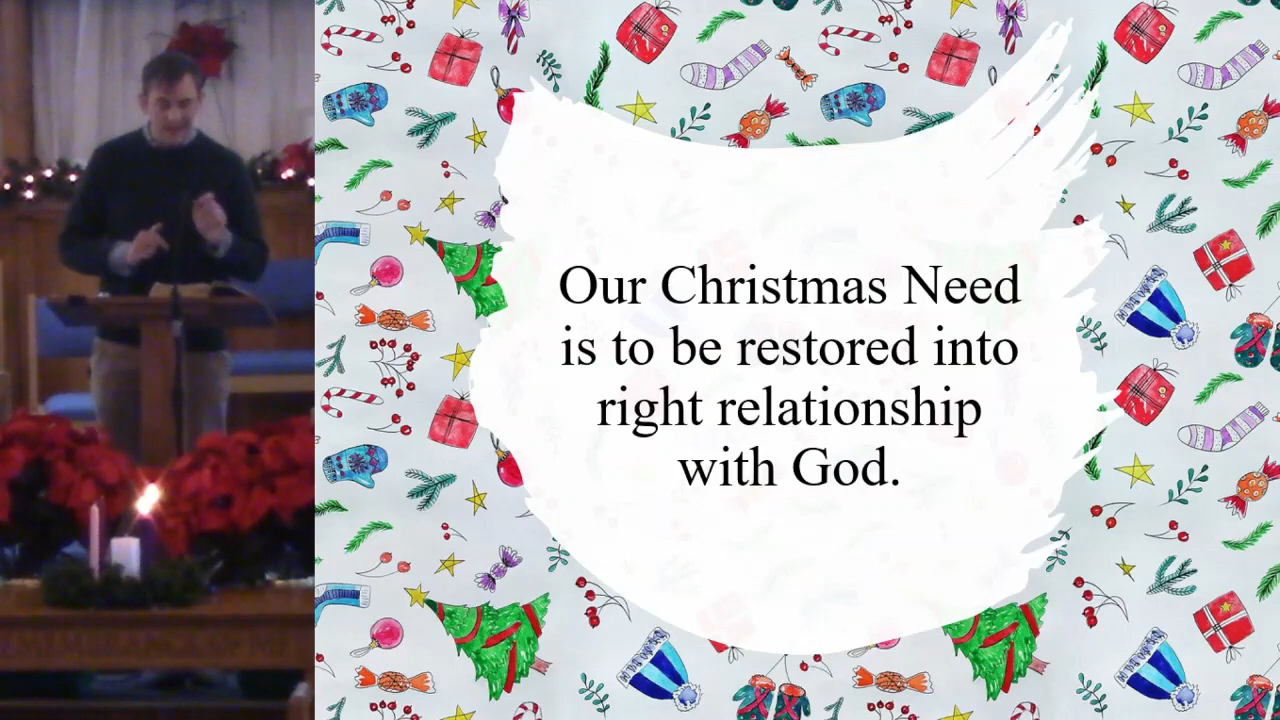 Our Christmas Need
is to be restored into
right relationship
with God.